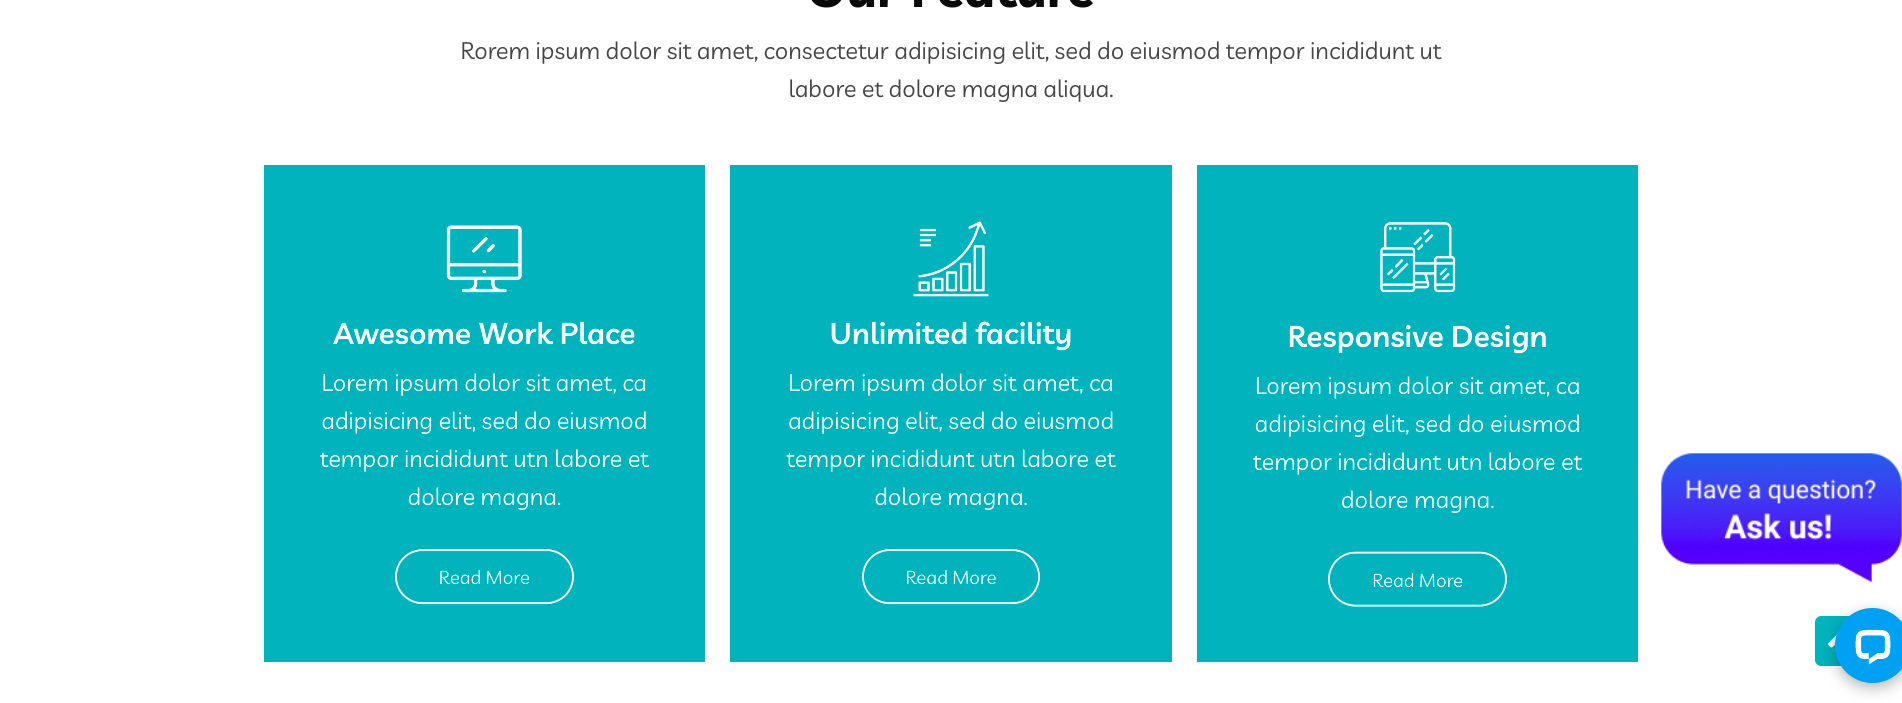 Our Feature
Rorem ipsum dolor sit amet, consectetur adipisicing elit, sed do eiusmod tempor incididunt ut
labore et dolore magna aliqua.
Awesome Work Place
Lorem ipsum dolor sit amet, ca
adipisicing elit, sed do eiusmod
tempor incididunt utn labore et
dolore magna.
Read More
Unlimited facility
Lorem ipsum dolor sit amet, ca
adipisicing elit, sed do eiusmod
tempor incididunt utn labore et
dolore magna.
Read More
Responsive Design
Lorem ipsum dolor sit amet, ca
adipisicing elit, sed do eiusmod
tempor incididunt utn labore et
dolore magna.
Read More
Have a question?
Ask us!